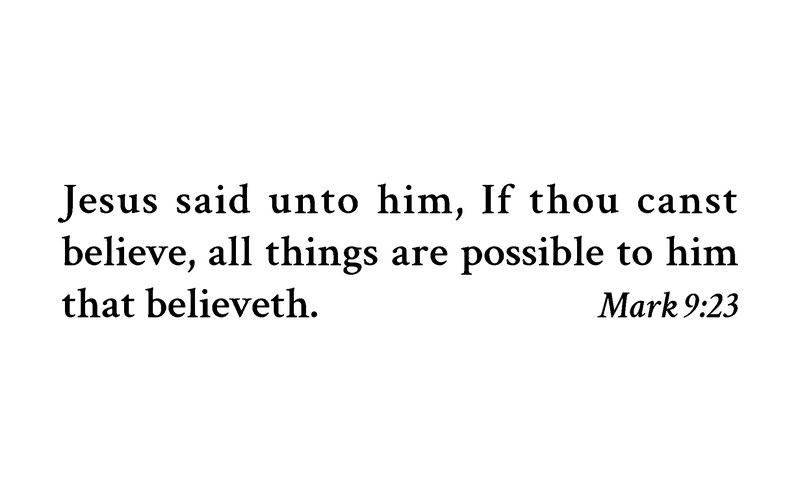 Jesus said unto him, If thou canst
believe, all things are possible to him
that believeth. Mark 9:23